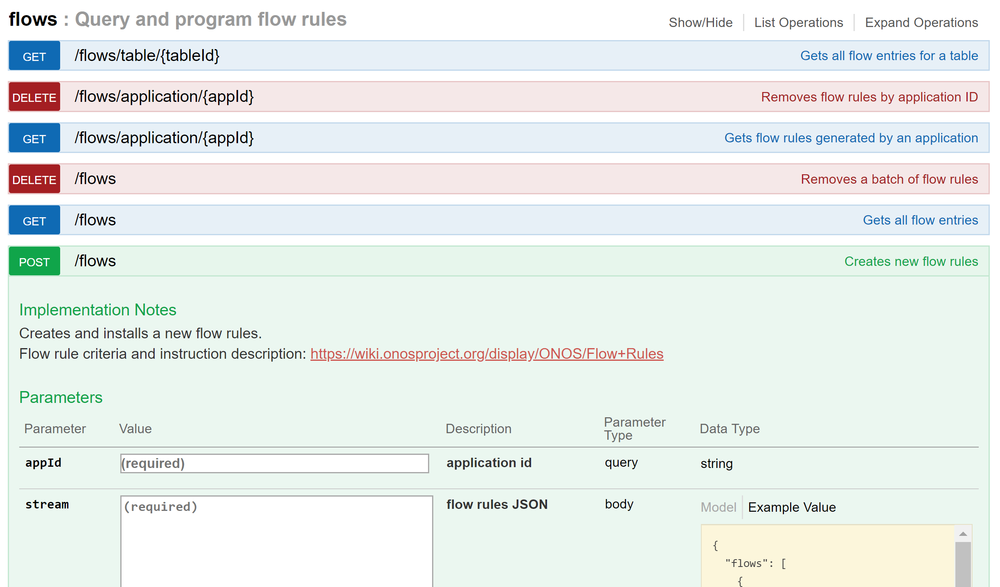 flows : Query and program flow rules
Show/Hide List Operations Expand Operations
GET /flows/table/{tableId} Gets all flow entries for a table
DELETE /flows/application/{appId} Removes flow rules by application ID
GET /flows/application/{appId} Gets flow rules generated by an application
DELETE /flows Removes a batch of flow rules
GET /flows Gets all flow entries
POST /flows Creates new flow rules
Implementation Notes
Creates and installs a new flow rules.
Flow rule criteria and instruction description: https://wiki.onosproject.org/display/ONOS/Flow+Rules
Parameters
Parameter Value Description Parameter Type Data Type
appId (required) application id query string
stream (required) flow rules JSON body Model Example Value
{
"flows": [
{